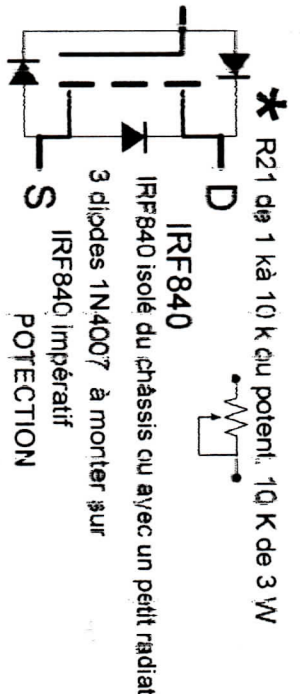 * R21 de 1 kà 10 k ou potent. 10 K de 3 W
D
S
IRF840
IRF840 isolé du châssis ou avec un petit radiat
3 diodes 1N4007 à monter sur
IRF840 impératif
POTECTION